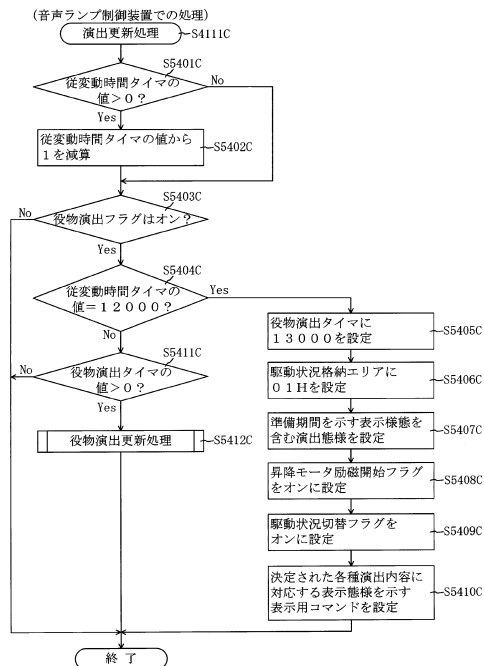 (音声ランプ制御装置での処理)
演出更新処理
S4111C
S5401C
従変動時間タイマの
値>0?
No
Yes
従変動時間タイマの値から
1を減算
S5402C
S5403C
No
役物演出フラグはオン?
Yes
S5404C
従変動時間タイマの
値=12000?
Yes
No
役物演出タイマに
13000を設定
S5405C
駆動状況格納エリアに
01Hを設定
S5406C
準備期間を示す表示様態を
含む演出態様を設定
S5407C
昇降モータ励磁開始フラグ
をオンに設定
S5408C
駆動状況切替フラグを
オンに設定
S5409C
決定された各種演出内容に
対応する表示態様を示す
表示用コマンドを設定
S5410C
S5411C
No
役物演出タイマの
値>0?
Yes
役物演出更新処理
S5412C
終了